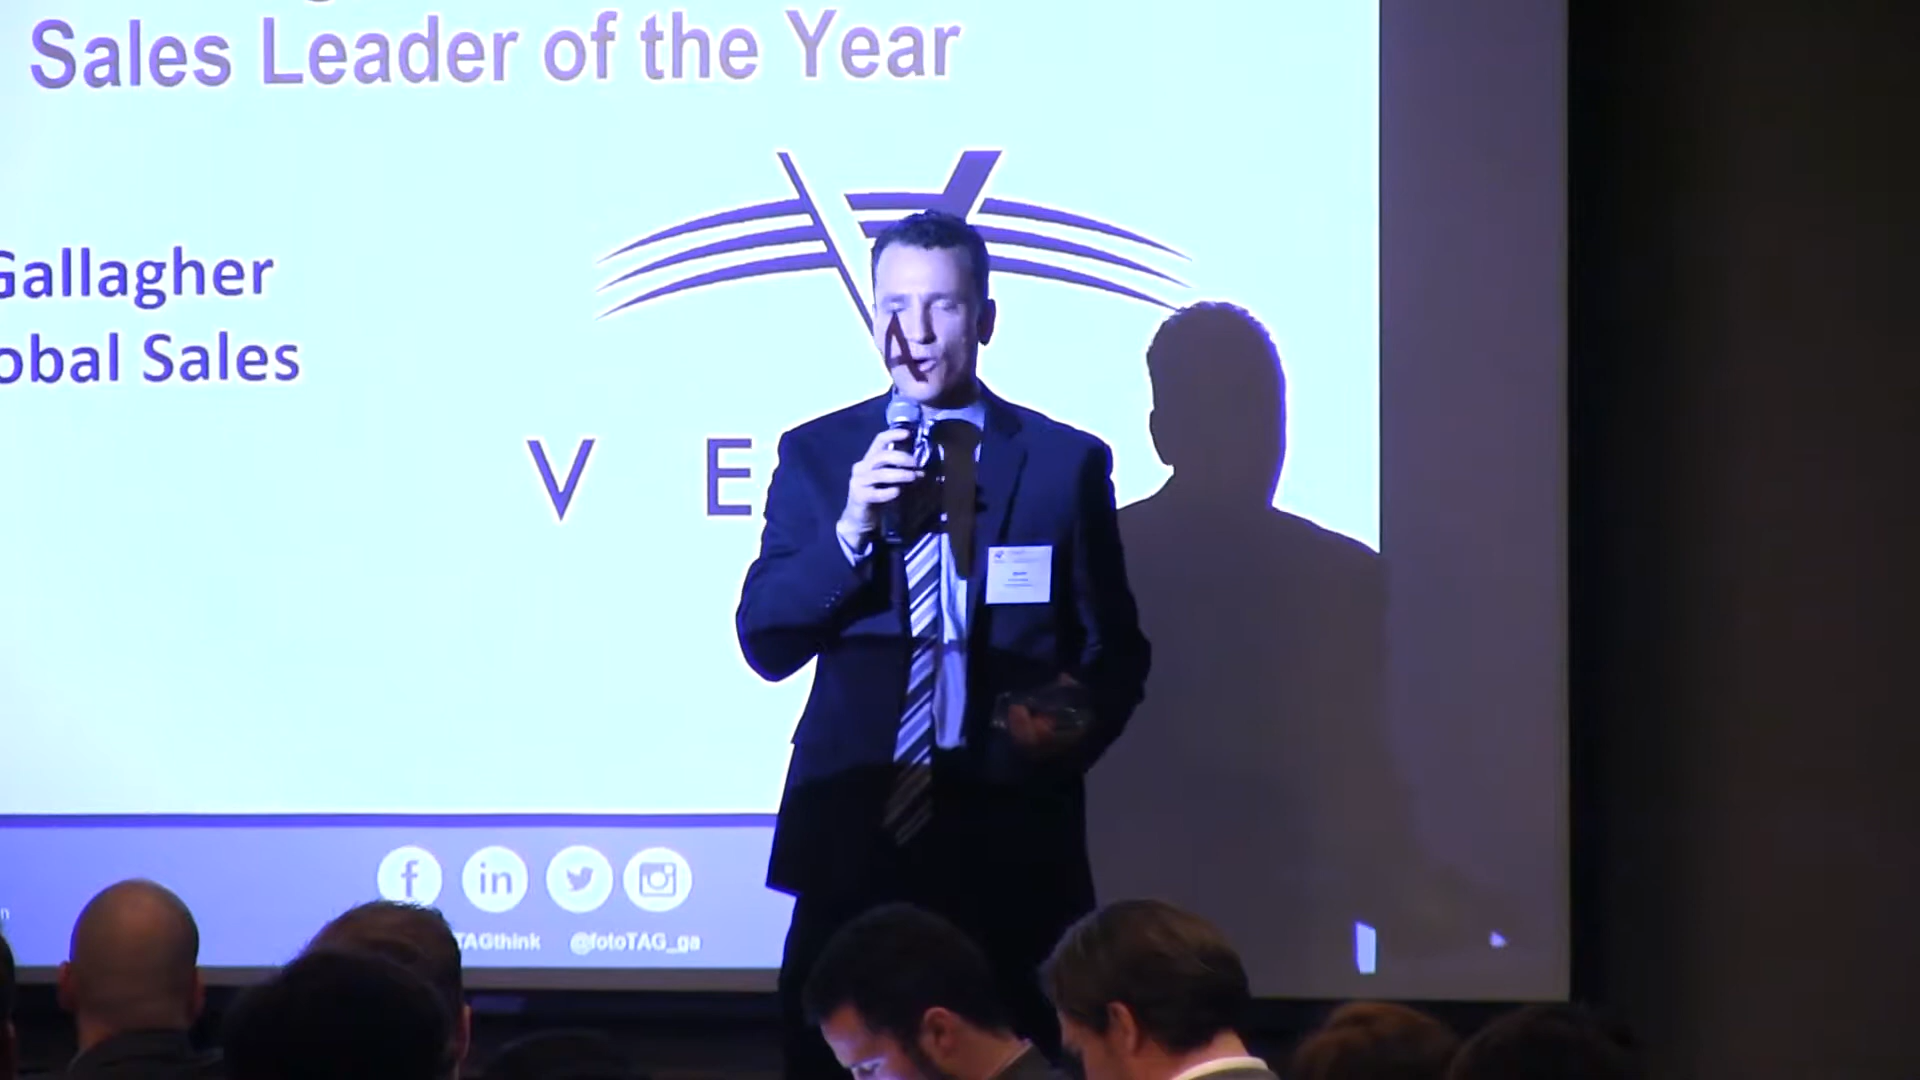 Sales Leader of the Year
Gallagher
obal Sales
V E
TAGthink @fotoTAG_ga